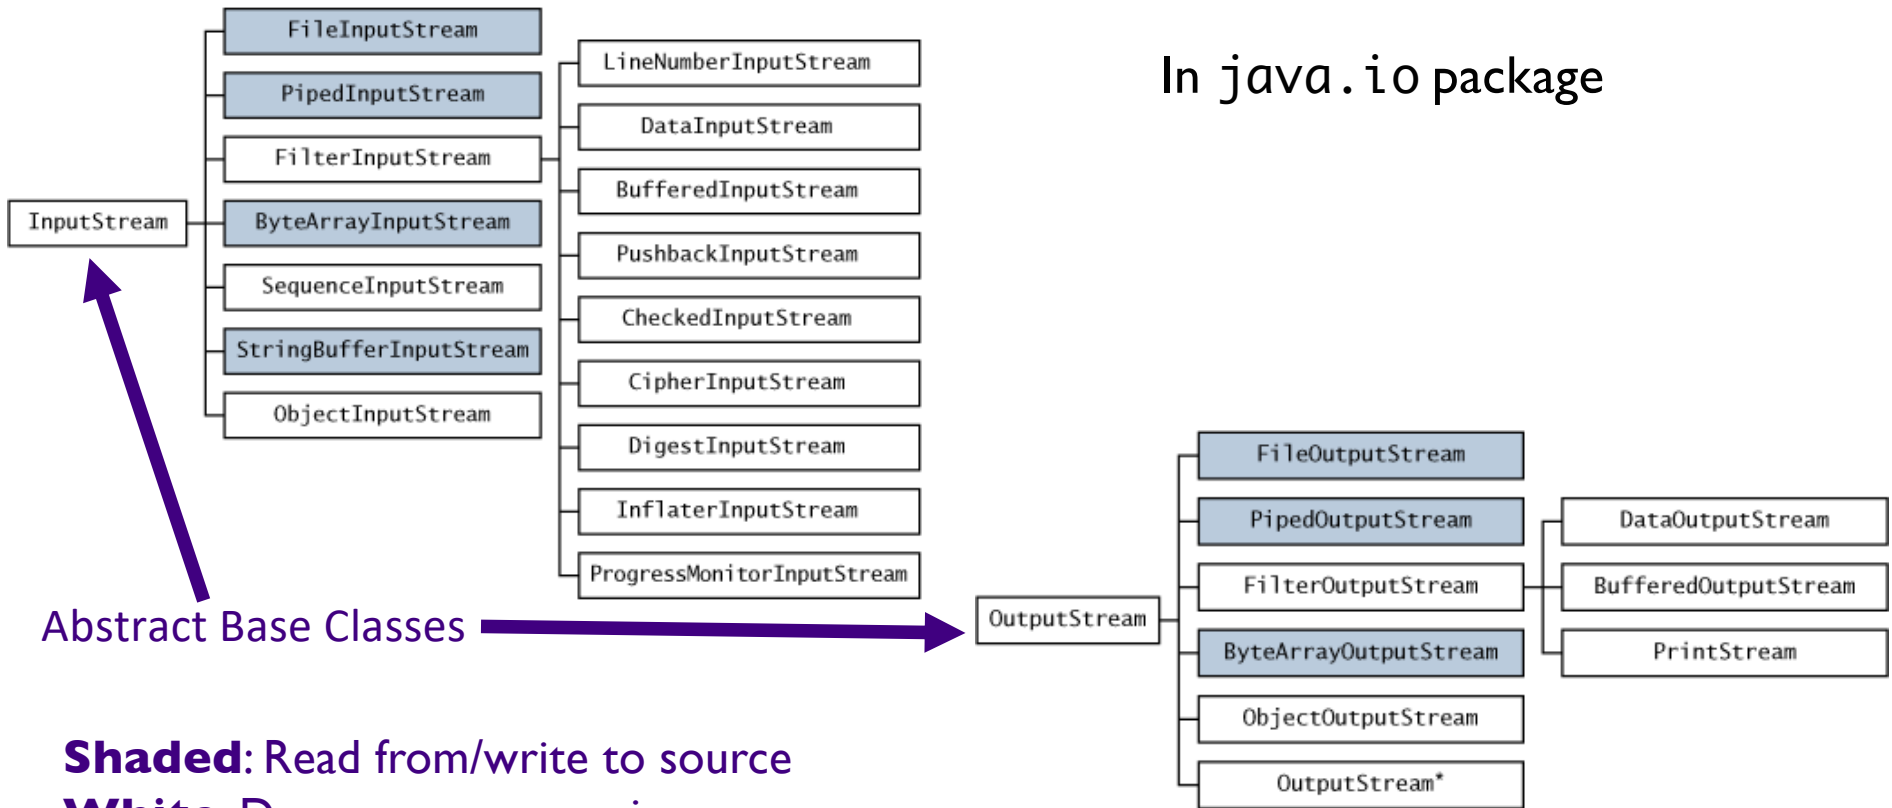 In java.io package
InputStream
FileInputStream
PipedInputStream
FilterInputStream
ByteArrayInputStream
SequenceInputStream
StringBufferInputStream
ObjectInputStream
LineNumberInputStream
DataInputStream
BufferedInputStream
PushbackInputStream
CheckedInputStream
CipherInputStream
DigestInputStream
InflaterInputStream
ProgressMonitorInputStream
Abstract Base Classes
OutputStream
FileOutputStream
PipedOutputStream
FilterOutputStream
ByteArrayOutputStream
ObjectOutputStream
OutputStream*
DataOutputStream
BufferedOutputStream
PrintStream
Shaded: Read from/write to source
White